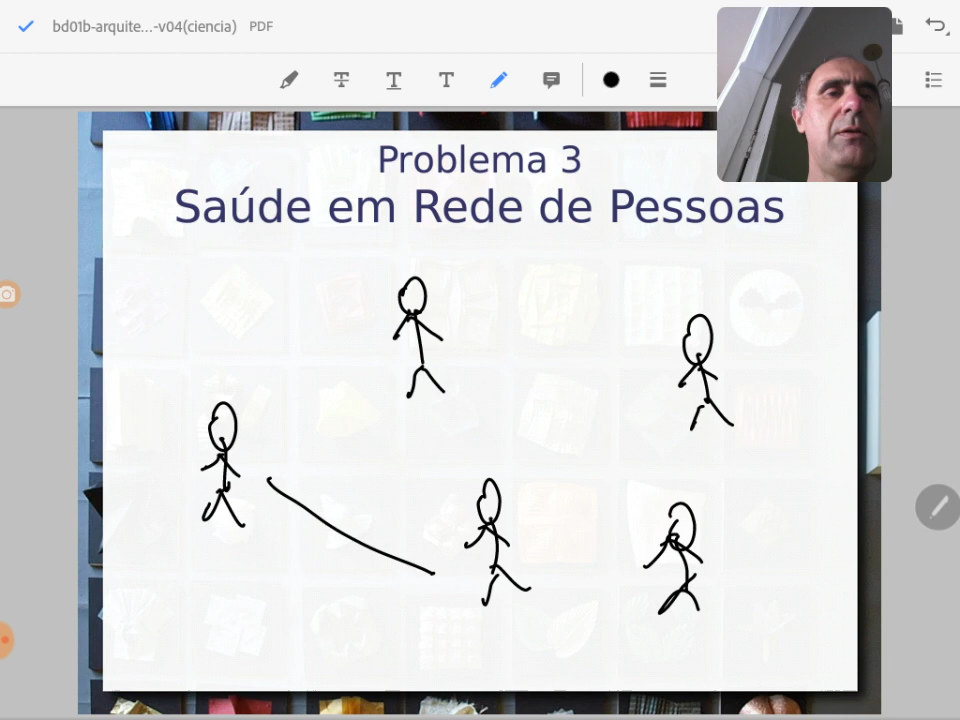 bd01b-arquite...-v04(ciencia) PDF
T T T
Problema 3
Saúde em Rede de Pessoas